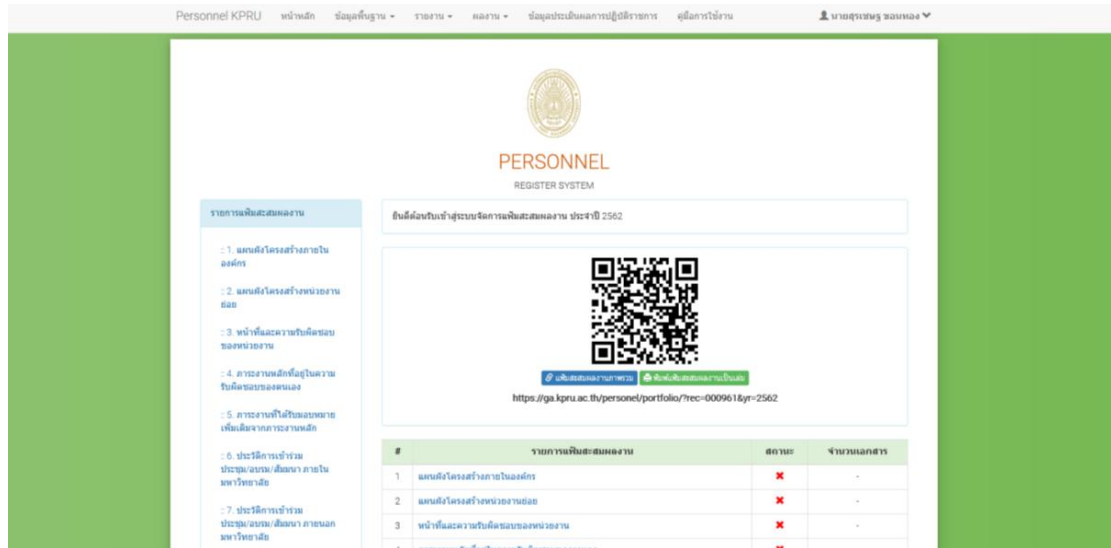 Personnel KPRU หน้าหลัก ข้อมูลพื้นฐาน รายงาน ผลงาน ข้อมูลประเมินผลการปฏิบัติราชการ คู่มือการใช้งาน นายสุรเชษฐ ขอนทอง
PERSONNEL
REGISTER SYSTEM
รายการแฟ้มสะสมผลงาน
:: 1. แผนผังโครงสร้างภายใน
องค์กร
:: 2. แผนผังโครงสร้างหน่วยงาน
ย่อย
:: 3. หน้าที่และความรับผิดชอบ
ของหน่วยงาน
:: 4. ภาระงานหลักที่อยู่ในความ
รับผิดชอบของตนเอง
:: 5. ภาระงานที่ได้รับมอบหมาย
เพิ่มเติมจากภาระงานหลัก
:: 6. ประวัติการเข้าร่วม
ประชุม/อบรม/สัมมนา ภายใน
มหาวิทยาลัย
:: 7. ประวัติการเข้าร่วม
ประชุม/อบรม/สัมมนา ภายนอก
มหาวิทยาลัย
ยินดีต้อนรับเข้าสู่ระบบจัดการแฟ้มสะสมผลงาน ประจำปี 2562
แฟ้มสะสมผลงานภาพรวม พิมพ์แฟ้มสะสมผลงานเป็นเล่ม
https://ga.kpru.ac.th/personel/portfolio/?rec=000961&yr=2562
# รายการแฟ้มสะสมผลงาน สถานะ จำนวนเอกสาร
1 แผนผังโครงสร้างภายในองค์กร -
2 แผนผังโครงสร้างหน่วยงานย่อย -
3 หน้าที่และความรับผิดชอบของหน่วยงาน -